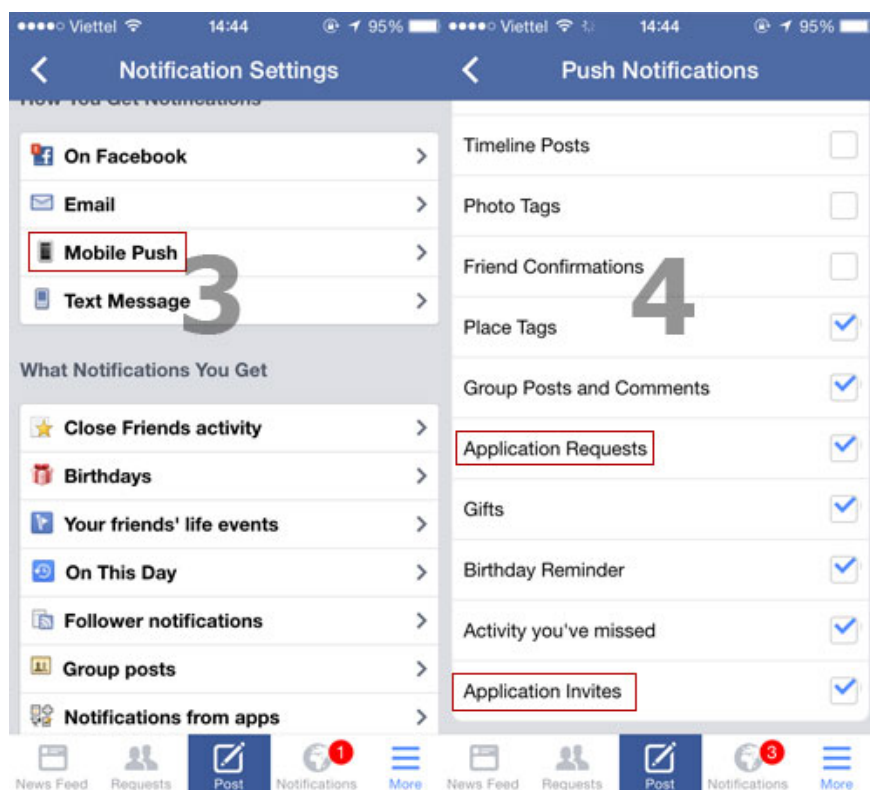 Viettel 14:44 95%
Notification Settings
How You Get Notifications
On Facebook
Email
Mobile Push
Text Message
3
What Notifications You Get
Close Friends activity
Birthdays
Your friends' life events
On This Day
Follower notifications
Group posts
Notifications from apps
1
News Feed Requests Post Notifications More
Viettel 14:44 95%
Push Notifications
Timeline Posts
Photo Tags
Friend Confirmations
4
Place Tags
Group Posts and Comments
Application Requests
Gifts
Birthday Reminder
Activity you've missed
Application Invites
3
News Feed Requests Post Notifications More